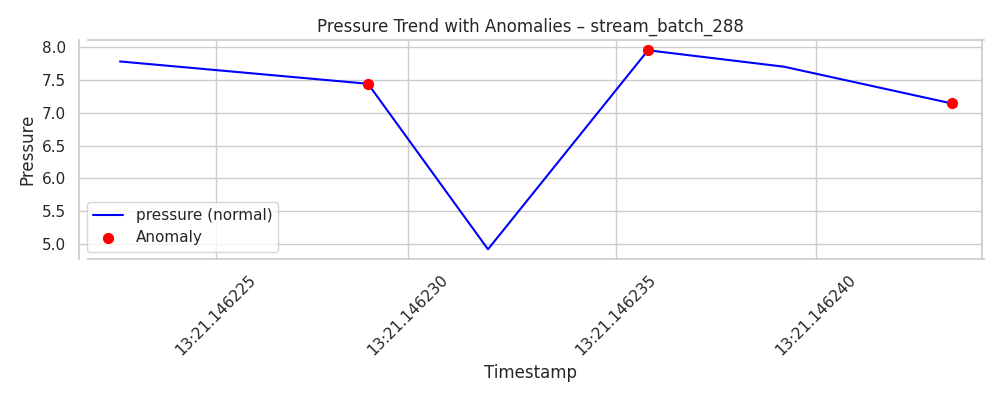 Pressure Trend with Anomalies – stream_batch_288
Pressure
8.0
7.5
7.0
6.5
6.0
5.5
5.0
pressure (normal)
Anomaly
13:21.146225
13:21.146230
13:21.146235
13:21.146240
Timestamp